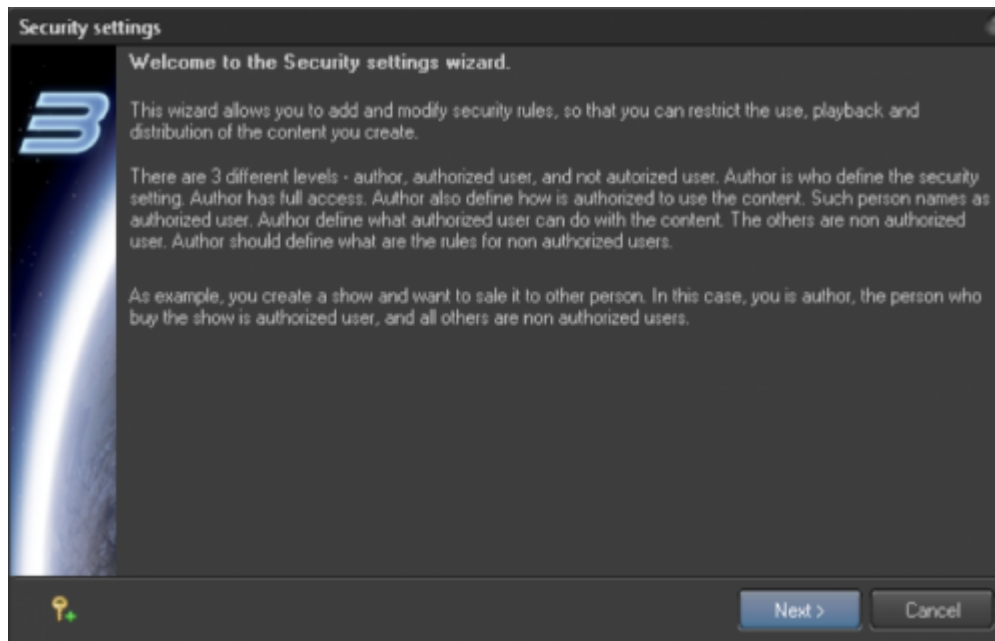 Security settings
Welcome to the Security settings wizard.
3
This wizard allows you to add and modify security rules, so that you can restrict the use, playback and
distribution of the content you create.
There are 3 different levels - author, authorized user, and not autorized user. Author is who define the security
setting. Author has full access. Author also define how is authorized to use the content. Such person names as
authorized user. Author define what authorized user can do with the content. The others are non authorized
user. Author should define what are the rules for non authorized users.
As example, you create a show and want to sale it to other person. In this case, you is author, the person who
buy the show is authorized user, and all others are non authorized users.
Next >
Cancel